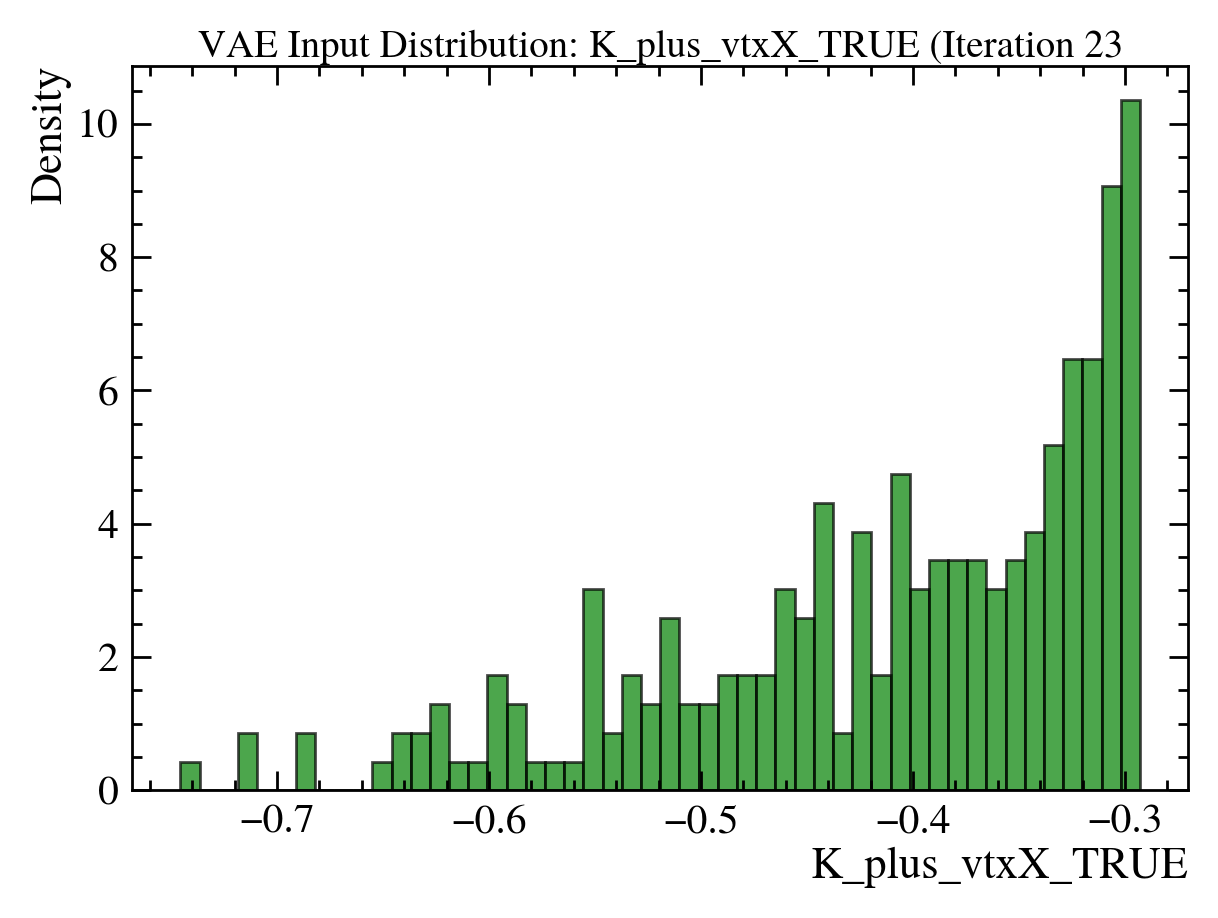 VAE Input Distribution: K_plus_vtxX_TRUE (Iteration 23
Density
10
8
6
4
2
0
−0.7 −0.6 −0.5 −0.4 −0.3
K_plus_vtxX_TRUE